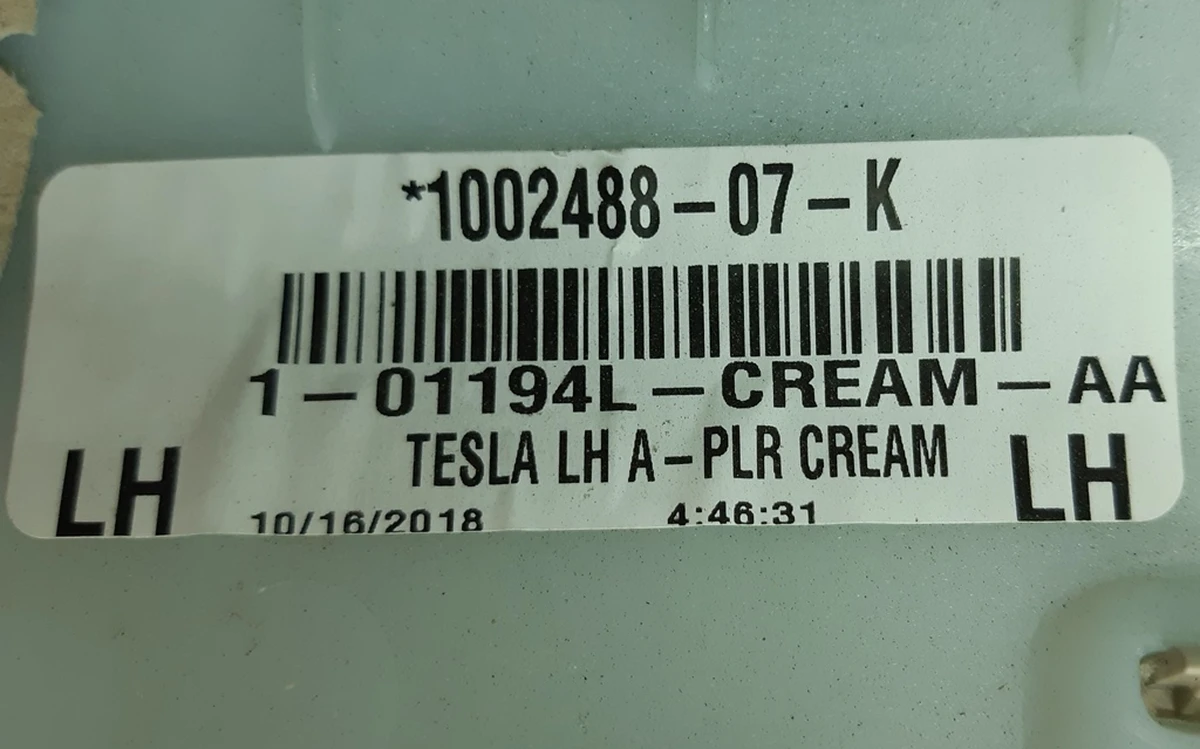 *1002488-07-K
1-01194L-CREAM-AA
TESLA LH A-PLR CREAM
LH 10/16/2018 4:46:31 LH